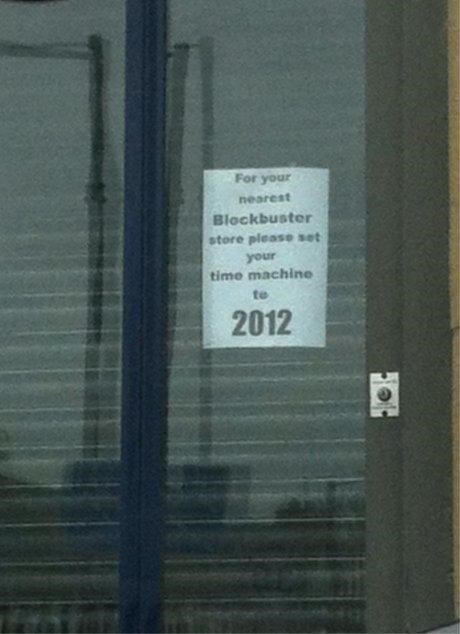 For your
nearest
Blockbuster
store please set
your
time machine
to
2012